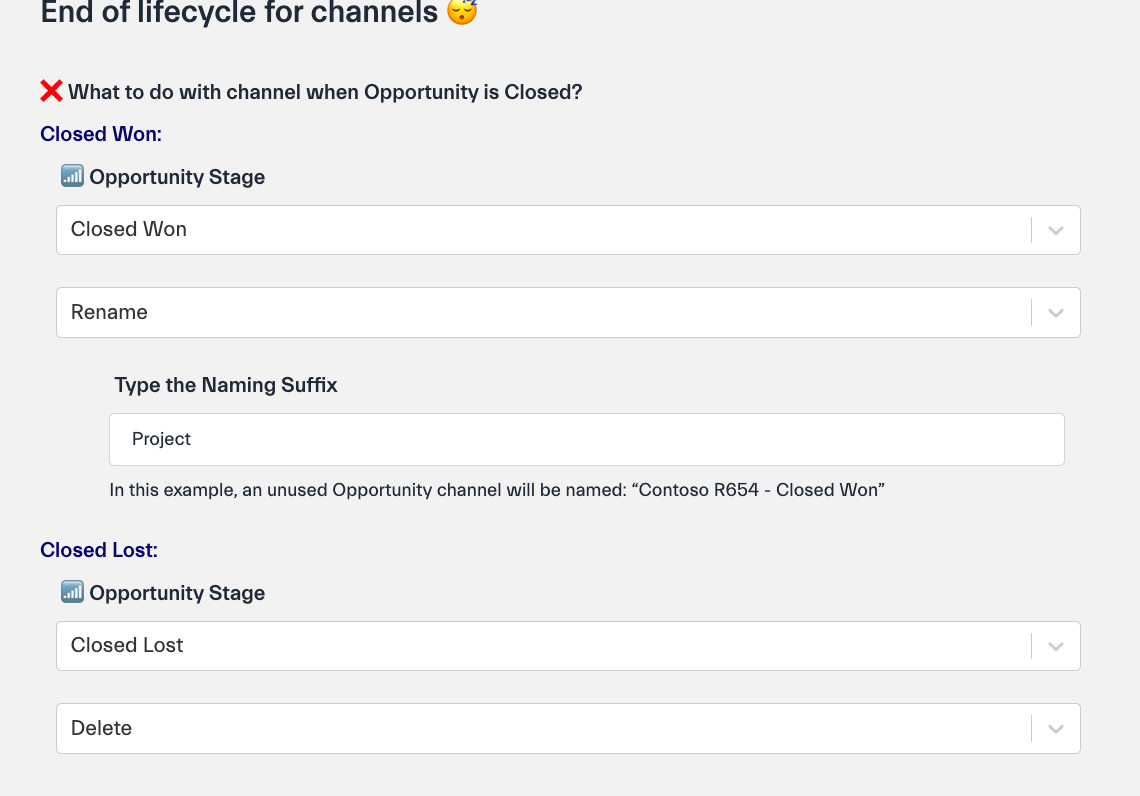 End of lifecycle for channels 😴
❌ What to do with channel when Opportunity is Closed?
Closed Won:
📶 Opportunity Stage
Closed Won
Rename
Type the Naming Suffix
Project
In this example, an unused Opportunity channel will be named: “Contoso R654 - Closed Won”
Closed Lost:
📶 Opportunity Stage
Closed Lost
Delete